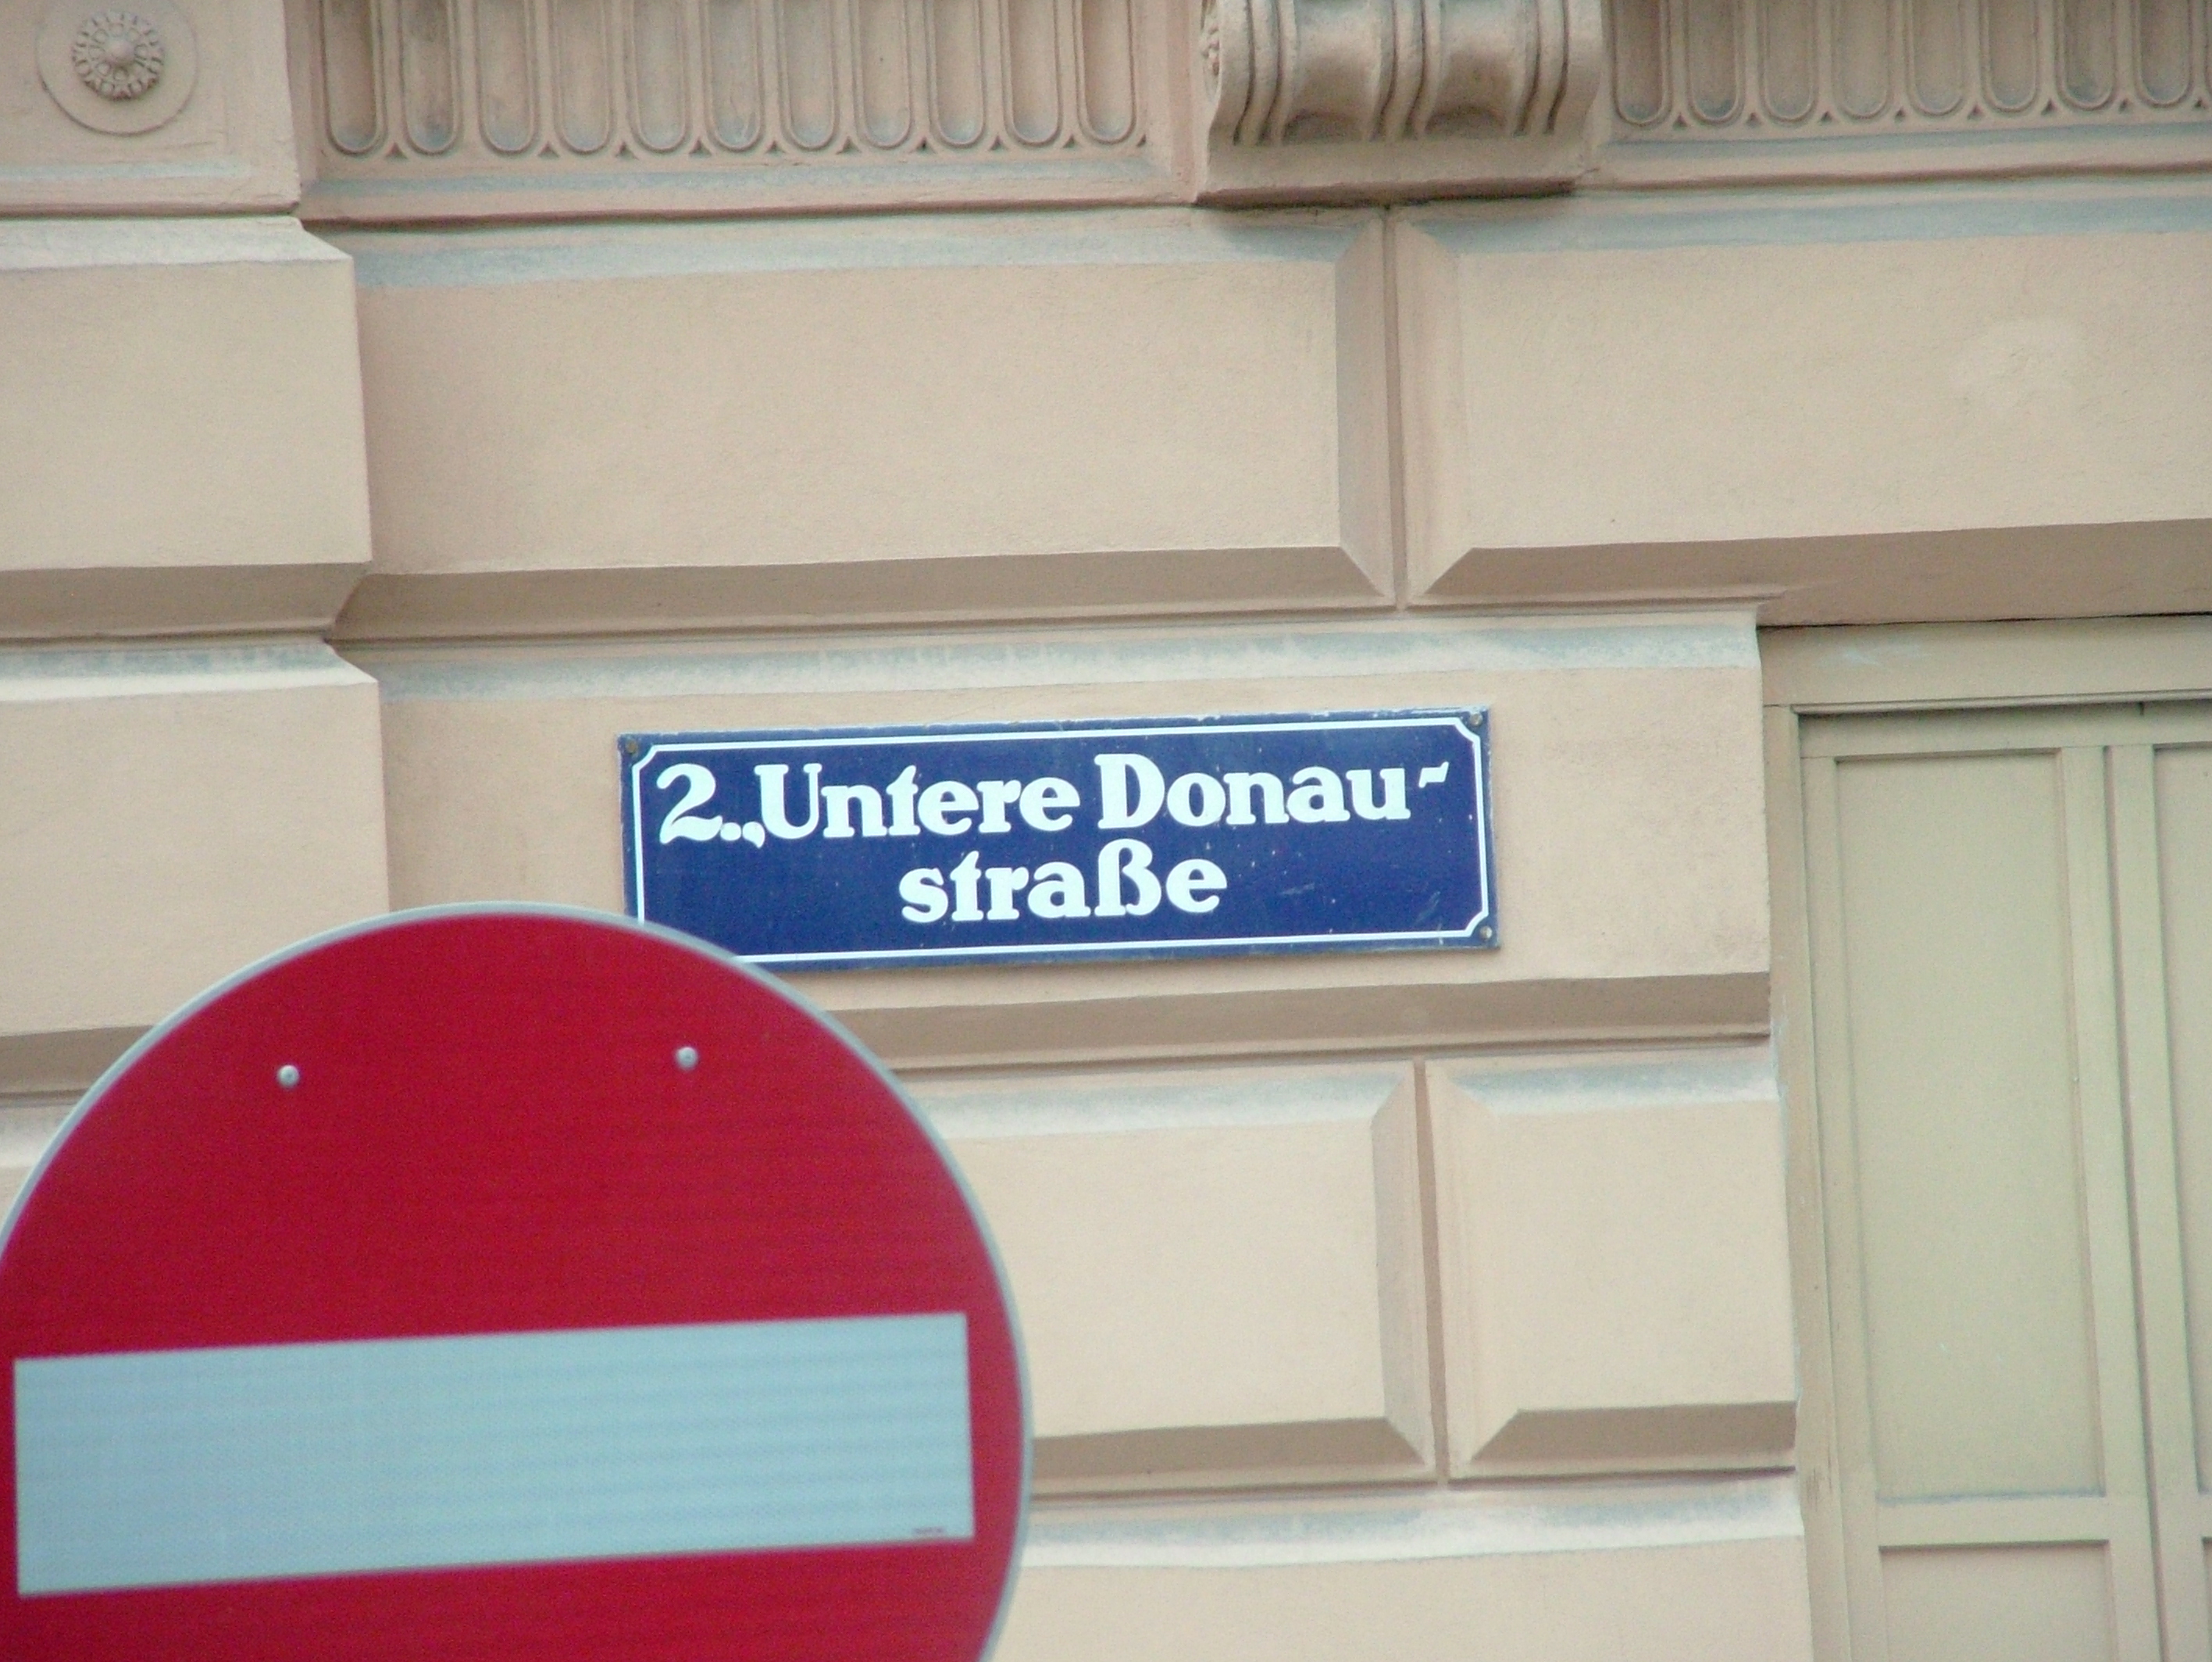 2., Untere Donau-
straße